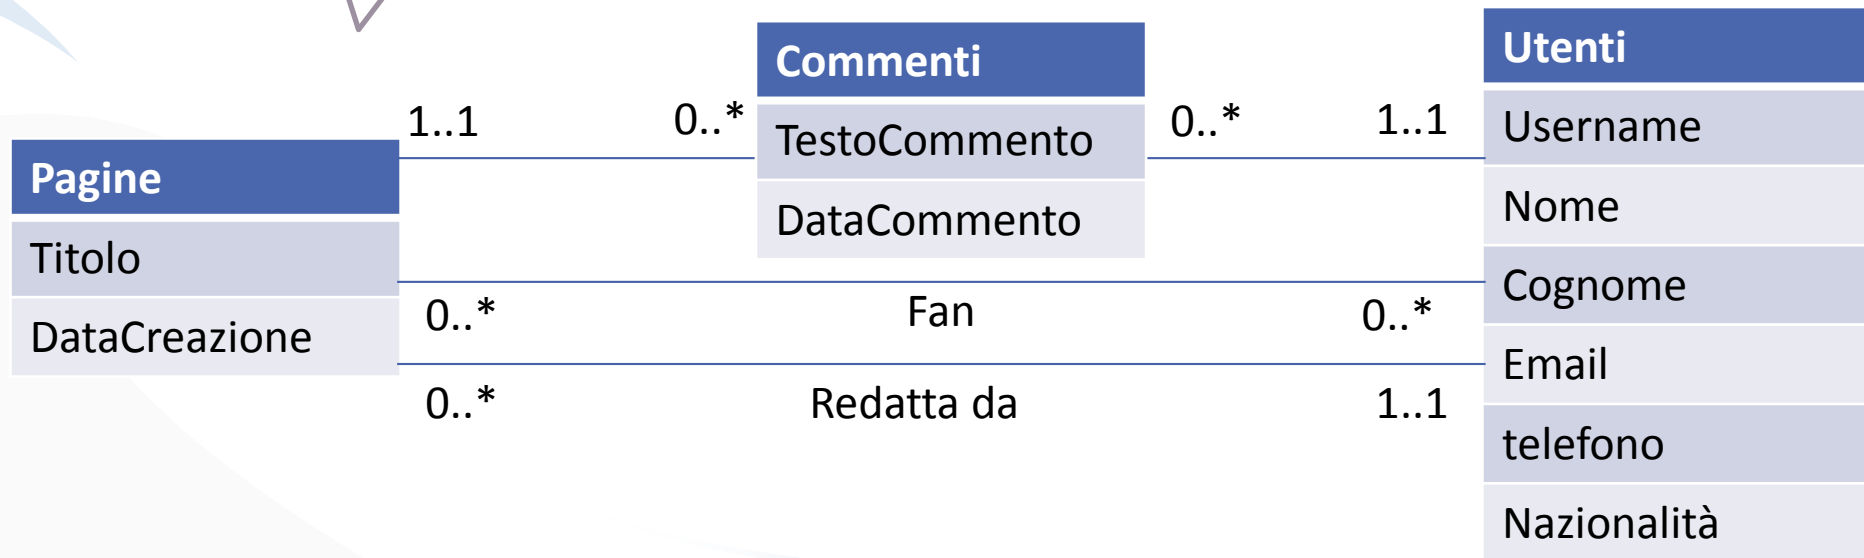 Commenti
TestoCommento
DataCommento
Utenti
Username
Nome
Cognome
Email
telefono
Nazionalità
Pagine
Titolo
DataCreazione
1..1
0..*
0..*
1..1
0..*
Fan
0..*
0..*
Redatta da
1..1